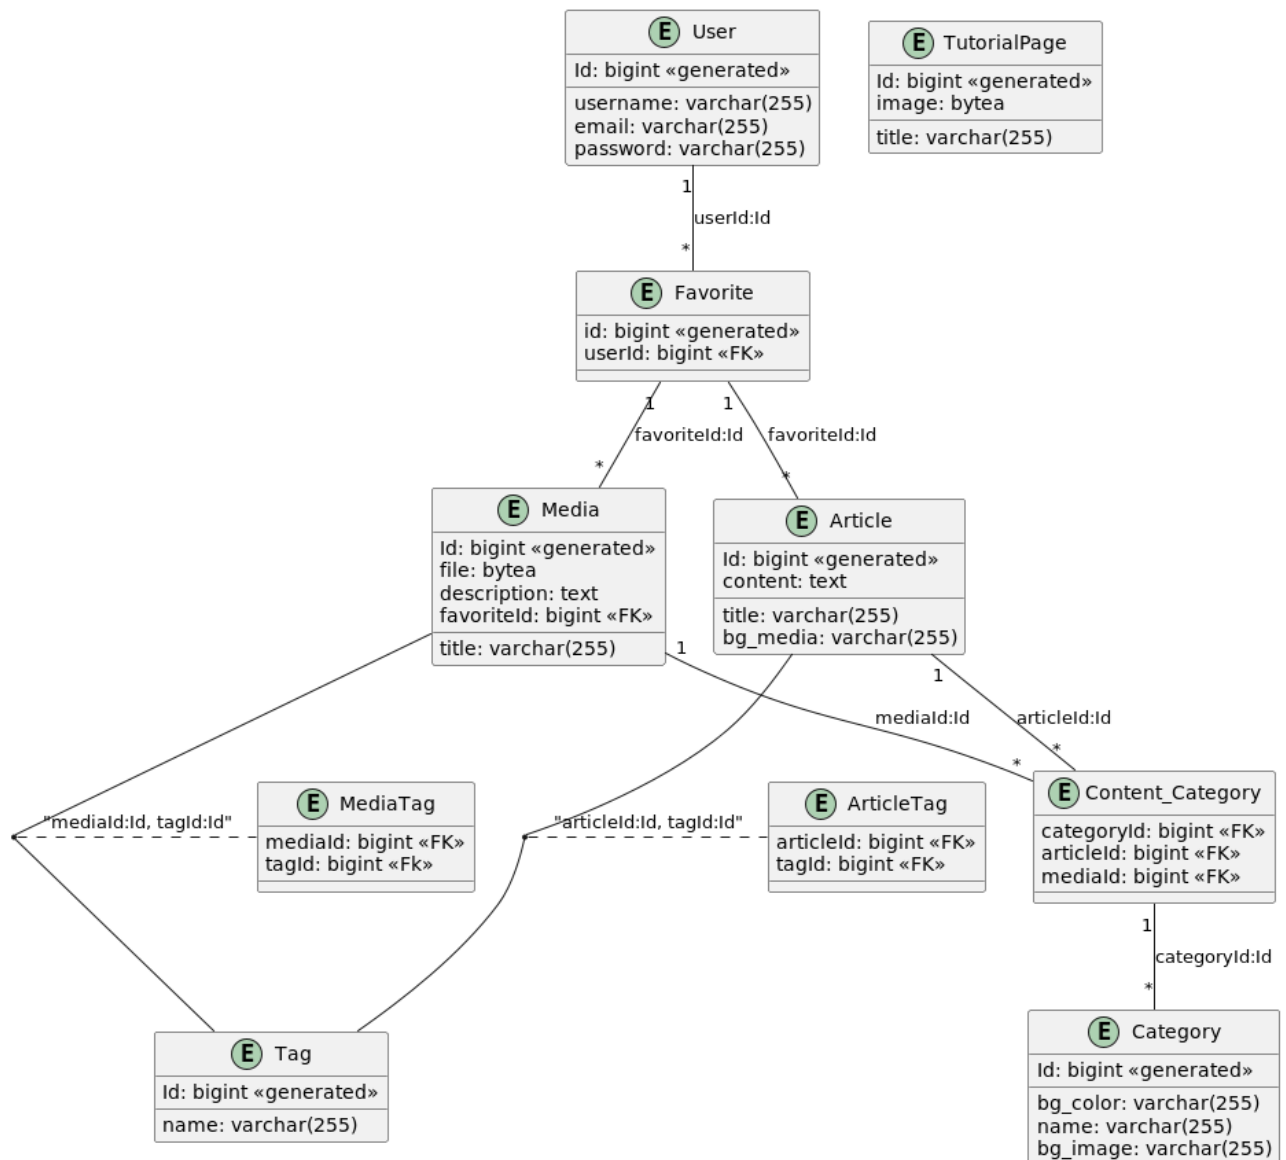 E User
Id: bigint «generated»
username: varchar(255)
email: varchar(255)
password: varchar(255)
E TutorialPage
Id: bigint «generated»
image: bytea
title: varchar(255)
1
userId:Id
*
E Favorite
id: bigint «generated»
userId: bigint «FK»
1
favoriteId:Id
*
1
favoriteId:Id
*
E Media
Id: bigint «generated»
file: bytea
description: text
favoriteId: bigint «FK»
title: varchar(255)
E Article
Id: bigint «generated»
content: text
title: varchar(255)
bg_media: varchar(255)
1
mediaId:Id
*
1
articleId:Id
*
"mediaId:Id, tagId:Id"
E MediaTag
mediaId: bigint «FK»
tagId: bigint «Fk»
"articleId:Id, tagId:Id"
E ArticleTag
articleId: bigint «FK»
tagId: bigint «FK»
E Content_Category
categoryId: bigint «FK»
articleId: bigint «FK»
mediaId: bigint «FK»
1
categoryId:Id
*
E Tag
Id: bigint «generated»
name: varchar(255)
E Category
Id: bigint «generated»
bg_color: varchar(255)
name: varchar(255)
bg_image: varchar(255)